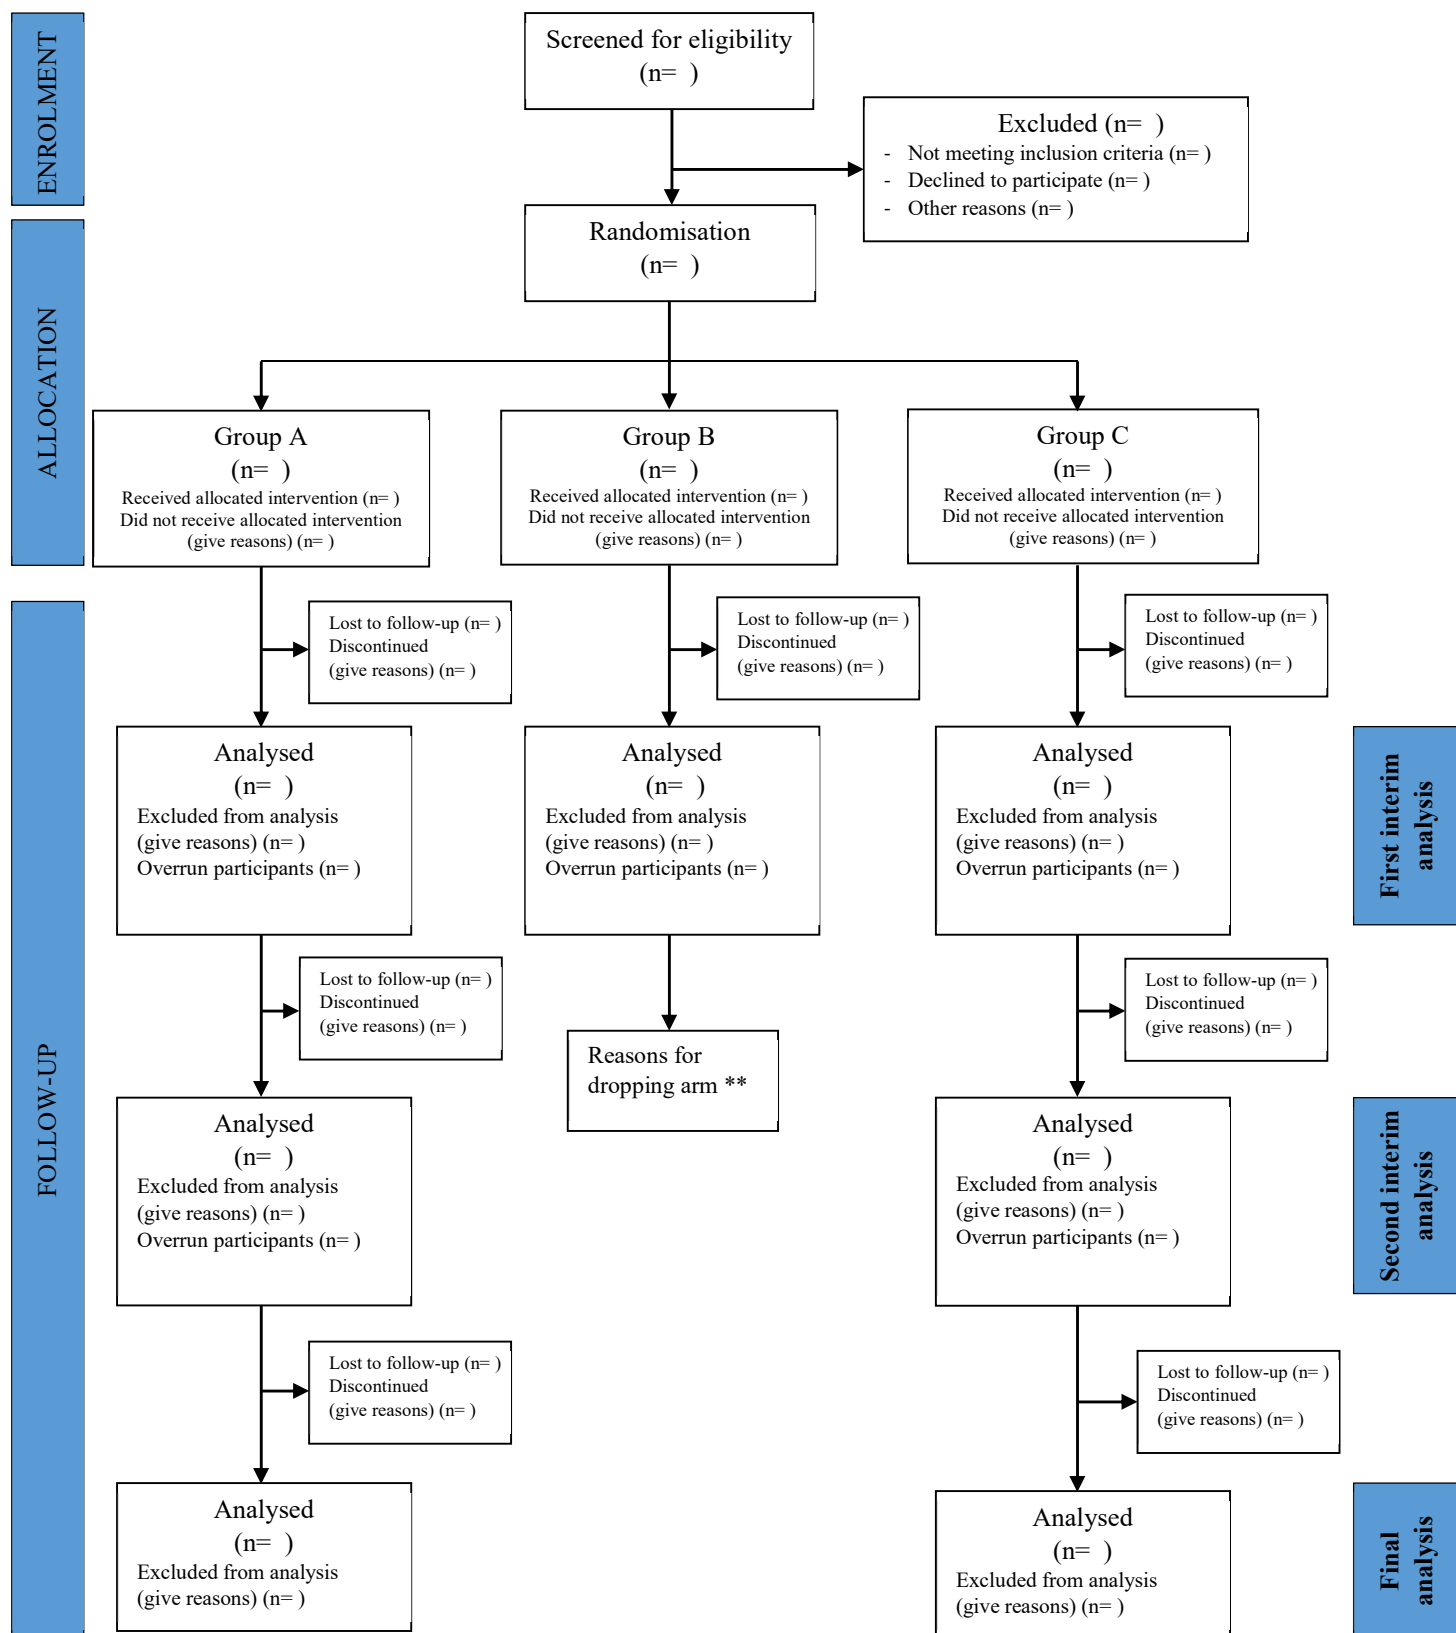 ENROLMENT
Screened for eligibility
(n=  )
Excluded (n=  )
- Not meeting inclusion criteria (n= )
- Declined to participate (n= )
- Other reasons (n= )
ALLOCATION
Randomisation
(n=  )
Group A
(n=  )
Received allocated intervention (n= )
Did not receive allocated intervention
(give reasons) (n= )
Group B
(n=  )
Received allocated intervention (n= )
Did not receive allocated intervention
(give reasons) (n= )
Group C
(n=  )
Received allocated intervention (n= )
Did not receive allocated intervention
(give reasons) (n= )
FOLLOW-UP
Lost to follow-up (n= )
Discontinued
(give reasons) (n= )
Lost to follow-up (n= )
Discontinued
(give reasons) (n= )
Lost to follow-up (n= )
Discontinued
(give reasons) (n= )
Analysed
(n=  )
Excluded from analysis
(give reasons) (n= )
Overrun participants (n= )
Analysed
(n=  )
Excluded from analysis
(give reasons) (n= )
Overrun participants (n= )
Analysed
(n=  )
Excluded from analysis
(give reasons) (n= )
Overrun participants (n= )
First interim
analysis
Lost to follow-up (n= )
Discontinued
(give reasons) (n= )
Reasons for
dropping arm **
Lost to follow-up (n= )
Discontinued
(give reasons) (n= )
Analysed
(n=  )
Excluded from analysis
(give reasons) (n= )
Overrun participants (n= )
Analysed
(n=  )
Excluded from analysis
(give reasons) (n= )
Overrun participants (n= )
Second interim
analysis
Lost to follow-up (n= )
Discontinued
(give reasons) (n= )
Lost to follow-up (n= )
Discontinued
(give reasons) (n= )
Analysed
(n=  )
Excluded from analysis
(give reasons) (n= )
Analysed
(n=  )
Excluded from analysis
(give reasons) (n= )
Final
analysis